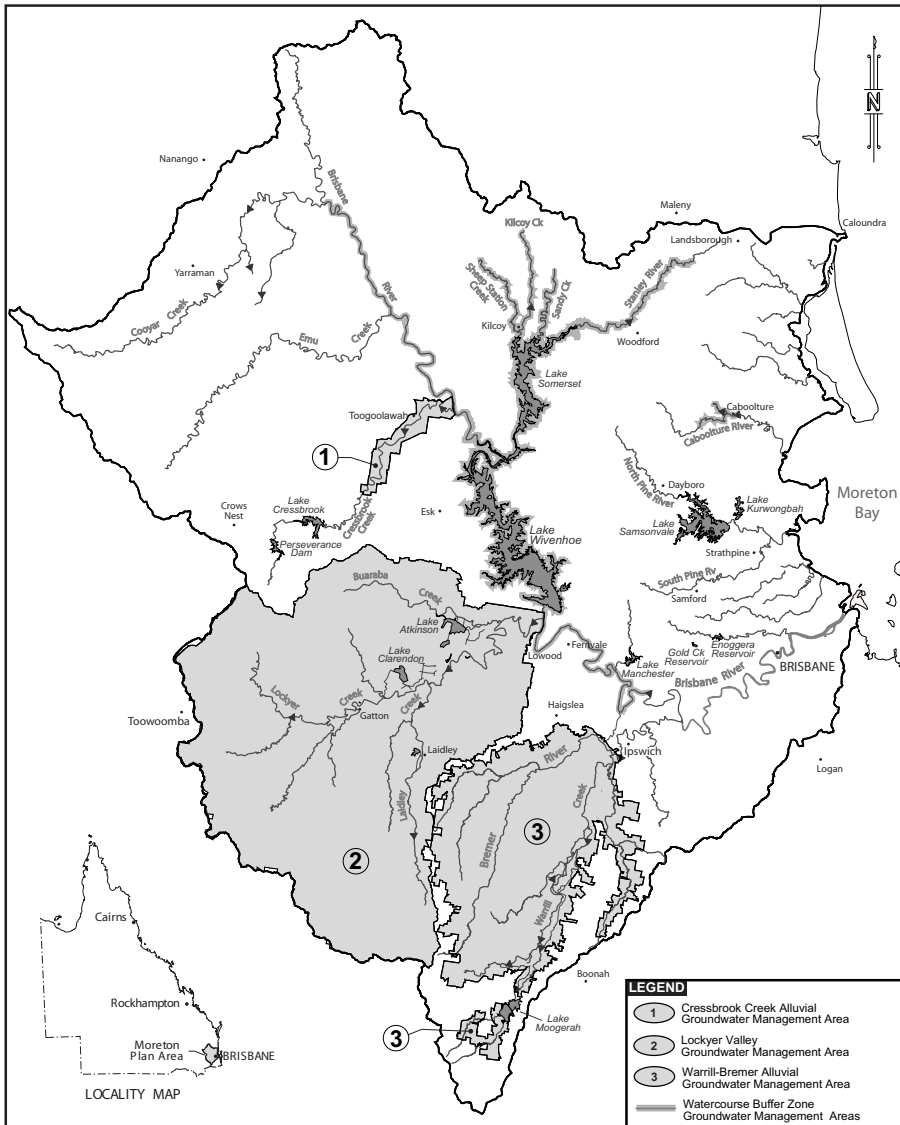 N
Nanango
Brisbane
River
Maleny
Kilcoy Ck
Landsborough
Caloundra
Yarraman
Cooyar Creek
Sheep Station
Creek
Sandy Ck
Stanley River
Kilcoy
Woodford
Emu Creek
Lake
Somerset
Toogoolawah
Caboolture
Caboolture River
1
North Pine River
Dayboro
Moreton
Bay
Lake
Kurwongbah
Crows
Nest
Lake
Cressbrook
Cressbrook
Creek
Esk
Lake
Wivenhoe
Lake
Samsonvale
Perseverance
Dam
Strathpine
South Pine Rv
Samford
Buaraba
Creek
Lake
Atkinson
Lowood
Fernvale
Lake
Manchester
Gold Ck
Reservoir
Enoggera
Reservoir
BRISBANE
Brisbane River
Lake
Clarendon
Lockyer
Creek
Creek
Gatton
Toowoomba
Haigslea
Laidley
River
Ipswich
Logan
Laidley
Bremer
Creek
3
2
Warrill
Boonah
Lake
Moogerah
3
Cairns
Rockhampton
Moreton
Plan Area
BRISBANE
LOCALITY MAP
LEGEND
1 Cressbrook Creek Alluvial
Groundwater Management Area
2 Lockyer Valley
Groundwater Management Area
3 Warrill-Bremer Alluvial
Groundwater Management Area
Watercourse Buffer Zone
Groundwater Management Areas